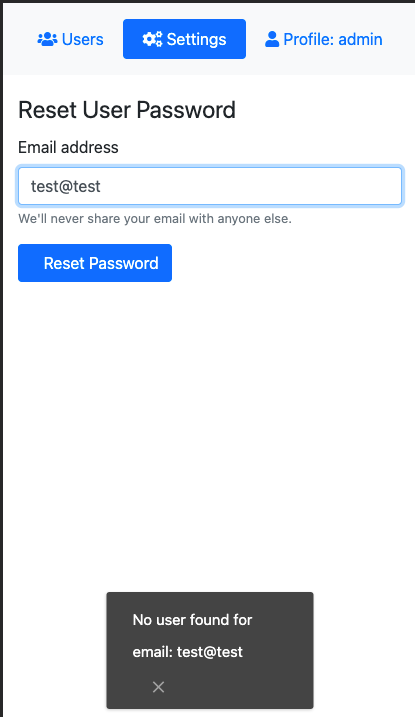 Users Settings Profile: admin
Reset User Password
Email address
test@test
We'll never share your email with anyone else.
Reset Password
No user found for
email: test@test